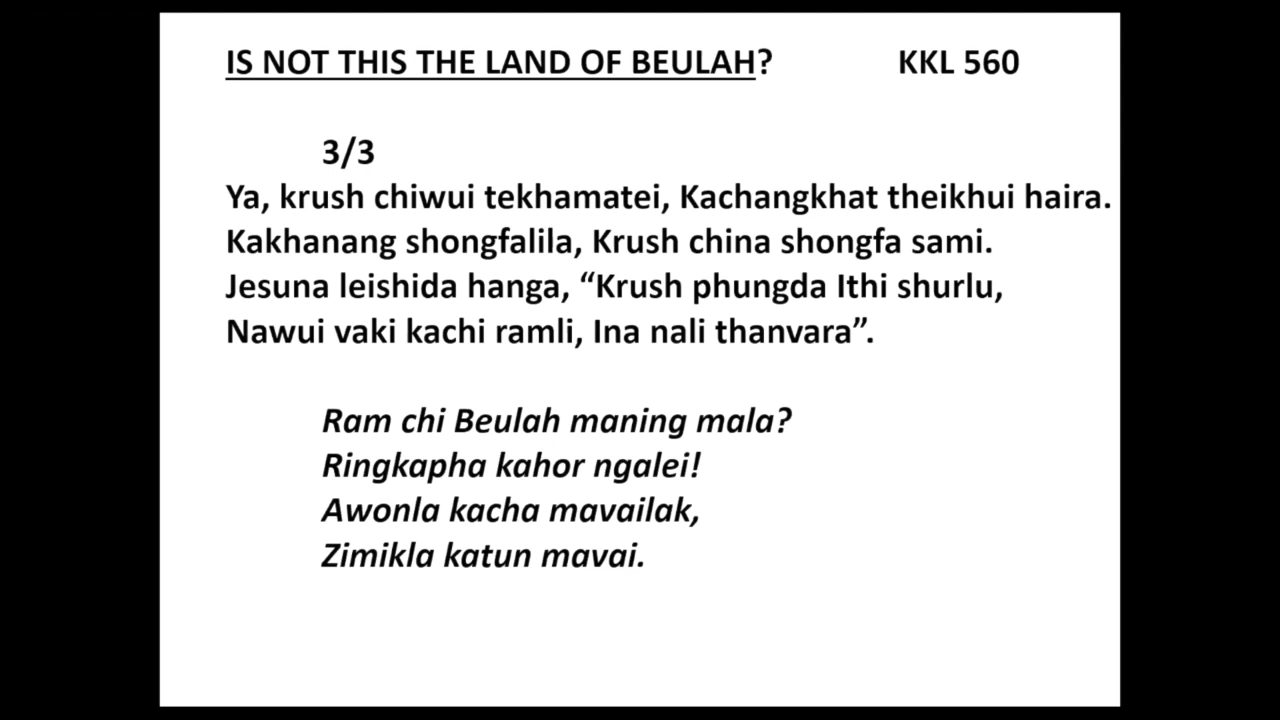 IS NOT THIS THE LAND OF BEULAH? KKL 560
3/3
Ya, krush chiwui tekhamatei, Kachangkhat theikhui haira.
Kakhanang shongfalila, Krush china shongfa sami.
Jesuna leishida hanga, “Krush phungda Ithi shurlu,
Nawui vaki kachi ramli, Ina nali thanvara”.
Ram chi Beulah maning mala?
Ringkapha kahor ngalei!
Awonla kacha mavailak,
Zimikla katun mavai.